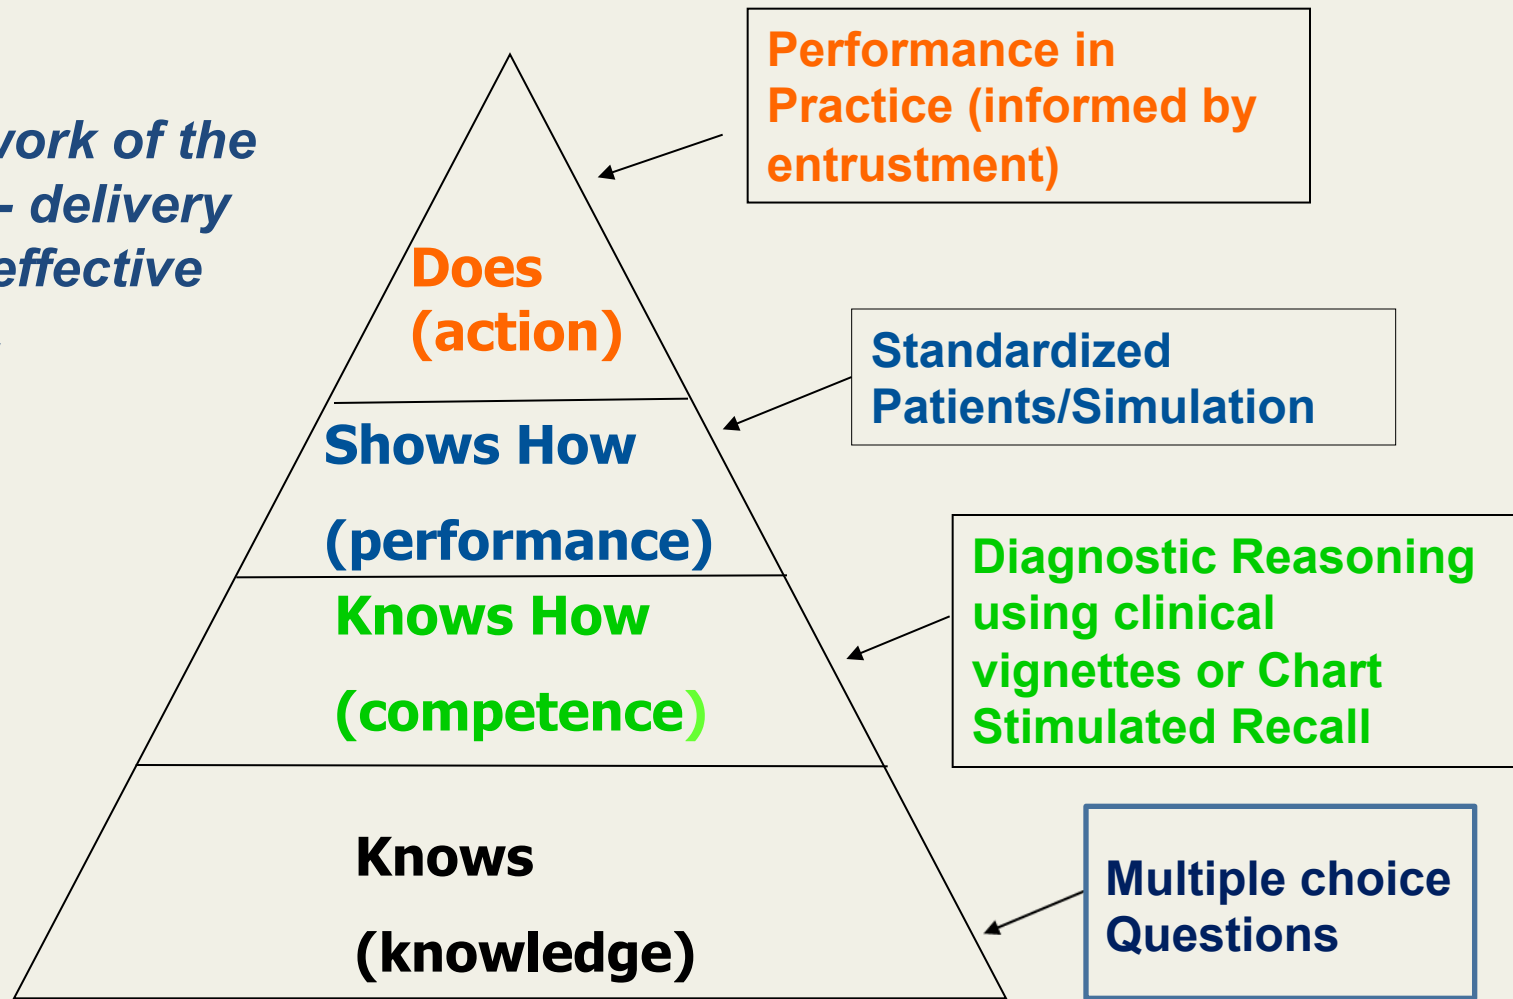 Performance in
Practice (informed by
entrustment)
work of the
- delivery
effective
Does
(action)
Standardized
Patients/Simulation
Shows How
(performance)
Diagnostic Reasoning
using clinical
vignettes or Chart
Stimulated Recall
Knows How
(competence)
Multiple choice
Questions
Knows
(knowledge)